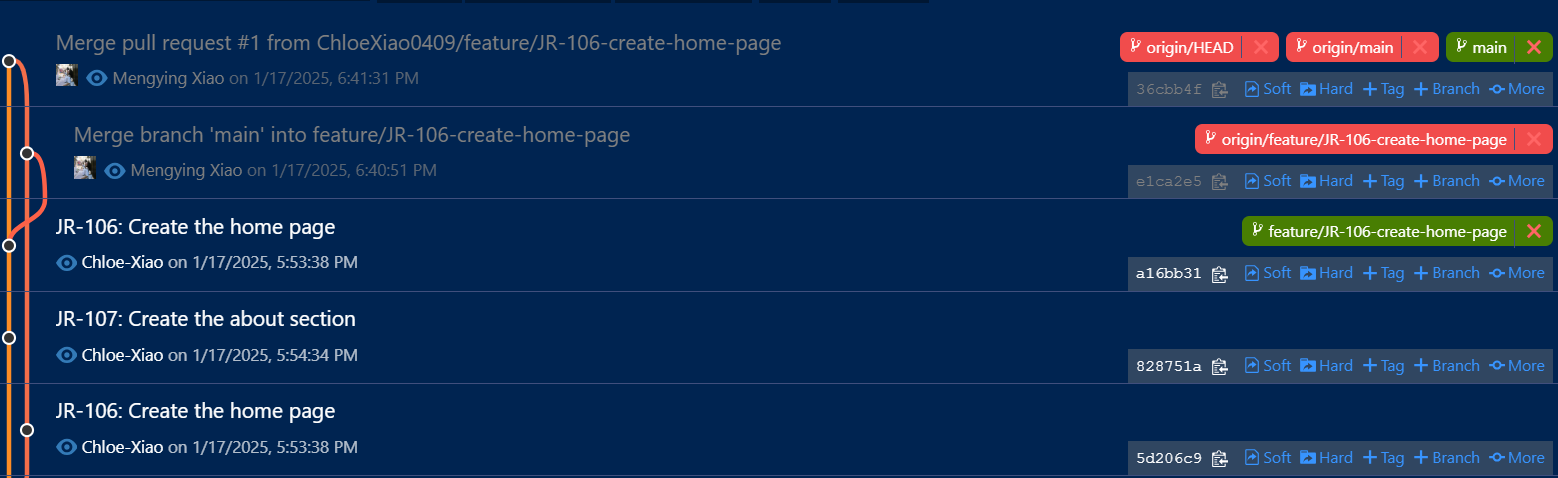 Merge pull request #1 from ChloeXiao0409/feature/JR-106-create-home-page
origin/HEAD
origin/main
main
Mengying Xiao on 1/17/2025, 6:41:31 PM
36cbb4f Soft Hard Tag Branch More
Merge branch 'main' into feature/JR-106-create-home-page
origin/feature/JR-106-create-home-page
Mengying Xiao on 1/17/2025, 6:40:51 PM
e1ca2e5 Soft Hard Tag Branch More
JR-106: Create the home page
feature/JR-106-create-home-page
Chloe-Xiao on 1/17/2025, 5:53:38 PM
a16bb31 Soft Hard Tag Branch More
JR-107: Create the about section
Chloe-Xiao on 1/17/2025, 5:54:34 PM
828751a Soft Hard Tag Branch More
JR-106: Create the home page
Chloe-Xiao on 1/17/2025, 5:53:38 PM
5d206c9 Soft Hard Tag Branch More